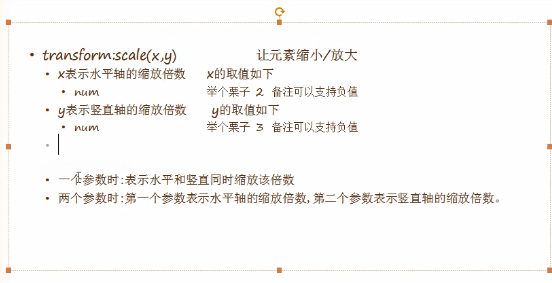 transform:scale(x,y) 让元素缩小/放大
x表示水平轴的缩放倍数 x的取值如下
num 举个栗子 2 备注可以支持负值
y表示竖直轴的缩放倍数 y的取值如下
num 举个栗子 3 备注可以支持负值
一个参数时:表示水平和竖直同时缩放该倍数
两个参数时:第一个参数表示水平轴的缩放倍数,第二个参数表示竖直轴的缩放倍数。